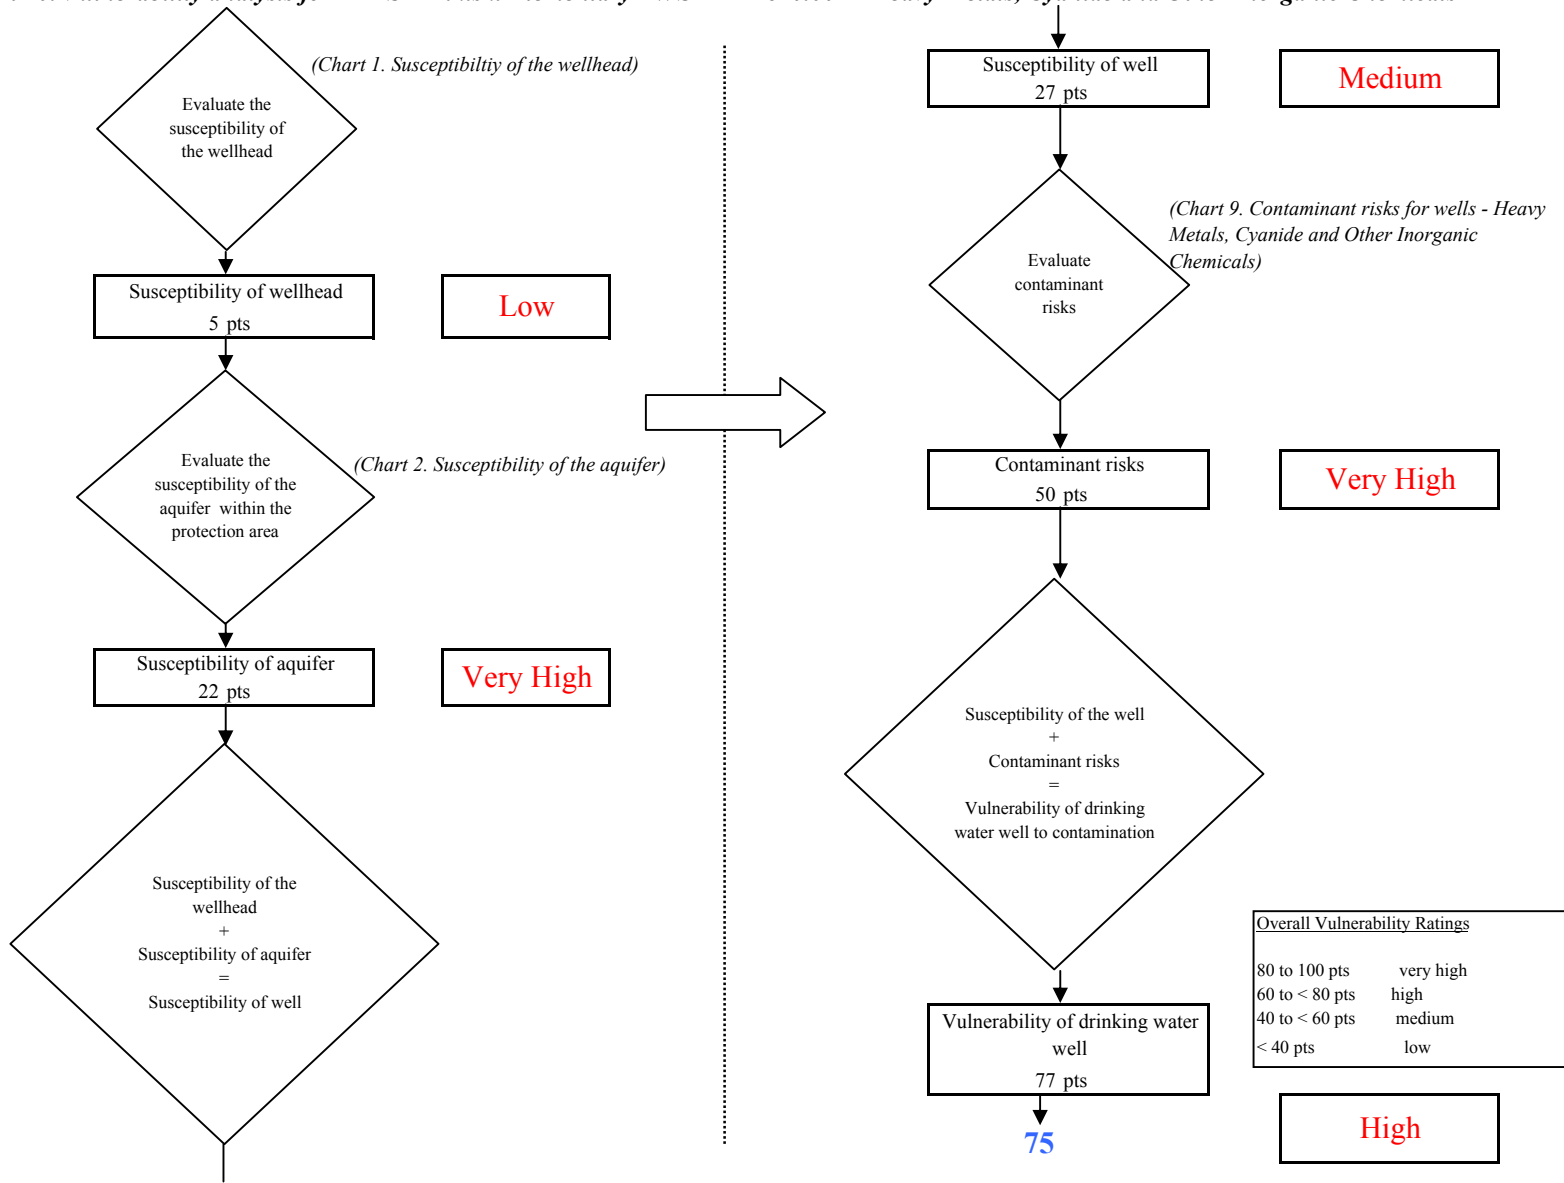 (Chart 1. Susceptibiltiy of the wellhead)
Evaluate the
susceptibility of
the wellhead
Susceptibility of wellhead
5 pts
Low
Evaluate the
susceptibility of the
aquifer within the
protection area
(Chart 2. Susceptibility of the aquifer)
Susceptibility of aquifer
22 pts
Very High
Susceptibility of the
wellhead
+
Susceptibility of aquifer
=
Susceptibility of well
Susceptibility of well
27 pts
Medium
(Chart 9. Contaminant risks for wells - Heavy
Metals, Cyanide and Other Inorganic
Chemicals)
Evaluate
contaminant
risks
Contaminant risks
50 pts
Very High
Susceptibility of the well
+
Contaminant risks
=
Vulnerability of drinking
water well to contamination
Overall Vulnerability Ratings
80 to 100 pts very high
60 to < 80 pts high
40 to < 60 pts medium
< 40 pts low
Vulnerability of drinking water
well
77 pts
75
High